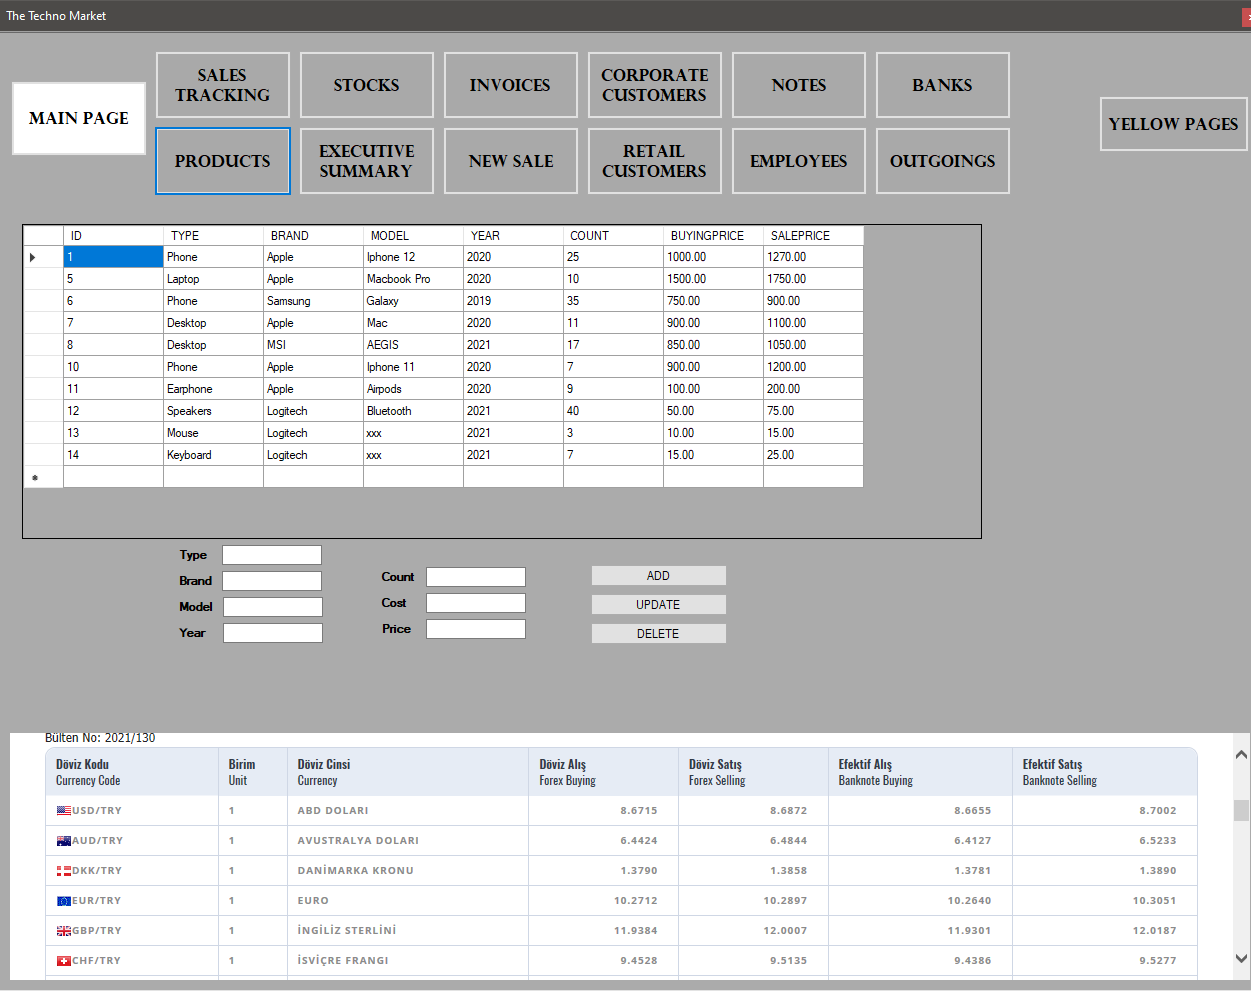 The Techno Market
MAIN PAGE
SALES TRACKING
STOCKS
INVOICES
CORPORATE CUSTOMERS
NOTES
BANKS
YELLOW PAGES
PRODUCTS
EXECUTIVE SUMMARY
NEW SALE
RETAIL CUSTOMERS
EMPLOYEES
OUTGOINGS
ID TYPE BRAND MODEL YEAR COUNT BUYINGPRICE SALEPRICE
1 Phone Apple Iphone 12 2020 25 1000.00 1270.00
5 Laptop Apple Macbook Pro 2020 10 1500.00 1750.00
6 Phone Samsung Galaxy 2019 35 750.00 900.00
7 Desktop Apple Mac 2020 11 900.00 1100.00
8 Desktop MSI AEGIS 2021 17 850.00 1050.00
10 Phone Apple Iphone 11 2020 7 900.00 1200.00
11 Earphone Apple Airpods 2020 9 100.00 200.00
12 Speakers Logitech Bluetooth 2021 40 50.00 75.00
13 Mouse Logitech xxx 2021 3 10.00 15.00
14 Keyboard Logitech xxx 2021 7 15.00 25.00
Type
Brand
Model
Year
Count
Cost
Price
ADD
UPDATE
DELETE
Bülten No: 2021/130
Döviz Kodu Birim Döviz Cinsi Döviz Alış Döviz Satış Efektif Alış Efektif Satış
Currency Code Unit Currency Forex Buying Forex Selling Banknote Buying Banknote Selling
USD/TRY 1 ABD DOLARI 8.6715 8.6872 8.6655 8.7002
AUD/TRY 1 AVUSTRALYA DOLARI 6.4424 6.4844 6.4127 6.5233
DKK/TRY 1 DANİMARKA KRONU 1.3790 1.3858 1.3781 1.3890
EUR/TRY 1 EURO 10.2712 10.2897 10.2640 10.3051
GBP/TRY 1 İNGİLİZ STERLİNİ 11.9384 12.0007 11.9301 12.0187
CHF/TRY 1 İSVİÇRE FRANGI 9.4528 9.5135 9.4386 9.5277